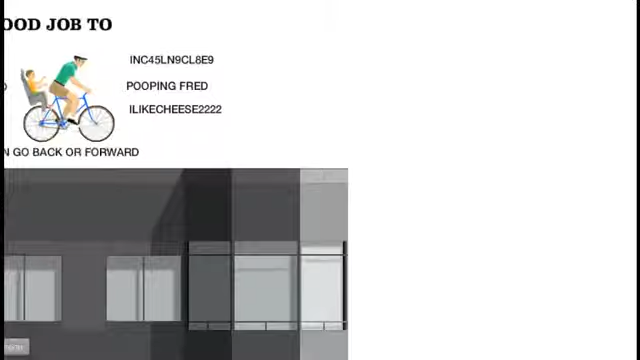 OOD JOB TO
INC45LN9CL8E9
POOPING FRED
ILIKECHEESE2222
N GO BACK OR FORWARD